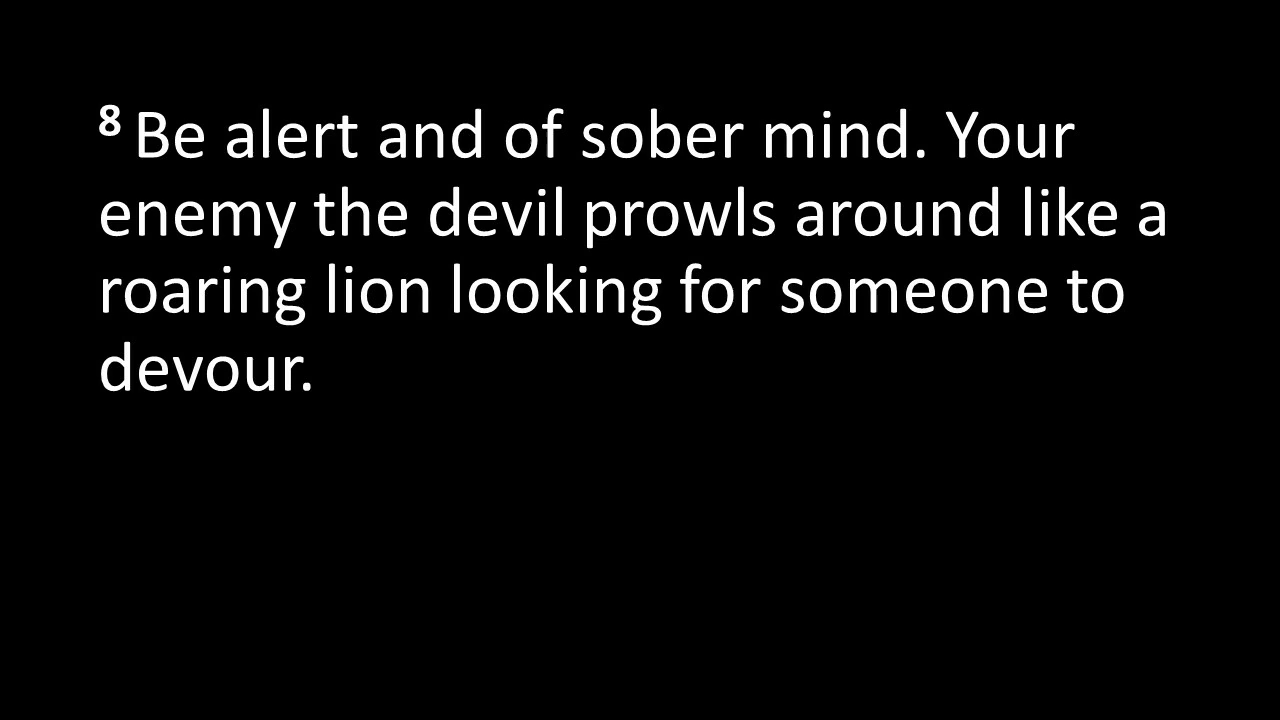 8 Be alert and of sober mind. Your
enemy the devil prowls around like a
roaring lion looking for someone to
devour.